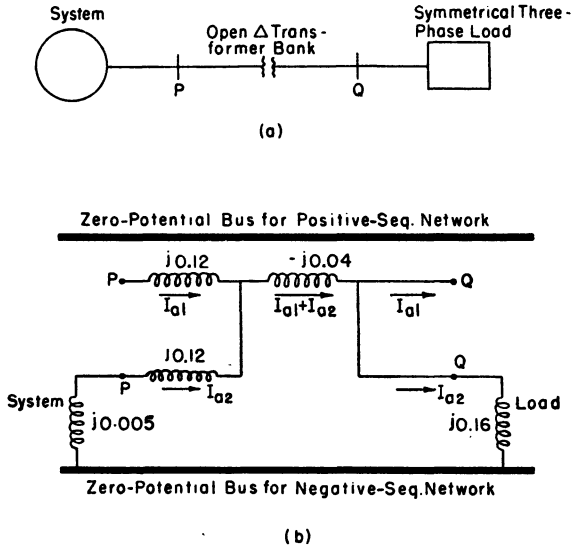 System
Open Δ Trans-
former Bank
Symmetrical Three-
Phase Load
P
Q
(a)
Zero-Potential Bus for Positive-Seq. Network
P
j0.12
-j0.04
Q
Ia1
Ia1+Ia2
Ia1
j0.12
Q
P
Ia2
Ia2
System
Load
j0.005
j0.16
Zero-Potential Bus for Negative-Seq.Network
(b)